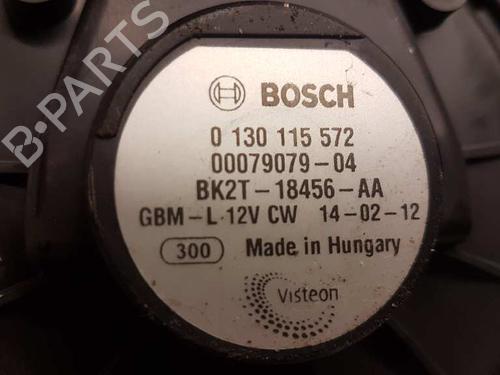 B-PARTS
BOSCH
0 130 115 572
00079079-04
BK2T-18456-AA
GBM-L 12V CW 14-02-12
300 Made in Hungary
Visteon